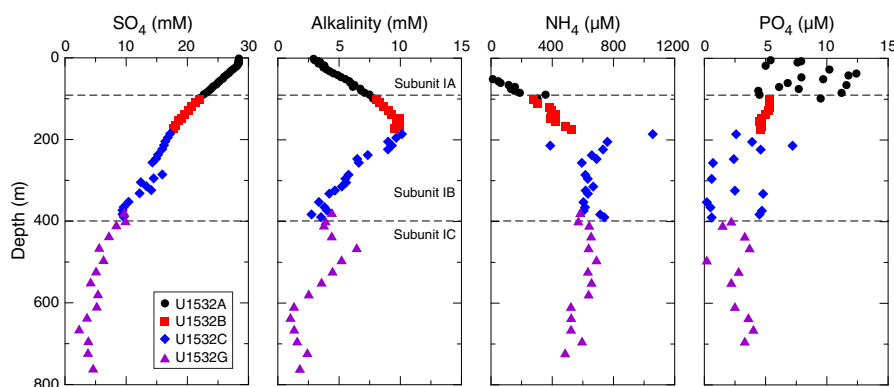 SO4 (mM) Alkalinity (mM) NH4 (µM) PO4 (µM)
0 10 20 30 0 5 10 15 0 400 800 1200 0 5 10 15
0
Subunit IA
200
Subunit IB
400
Subunit IC
600
800
Depth (m)
U1532A
U1532B
U1532C
U1532G